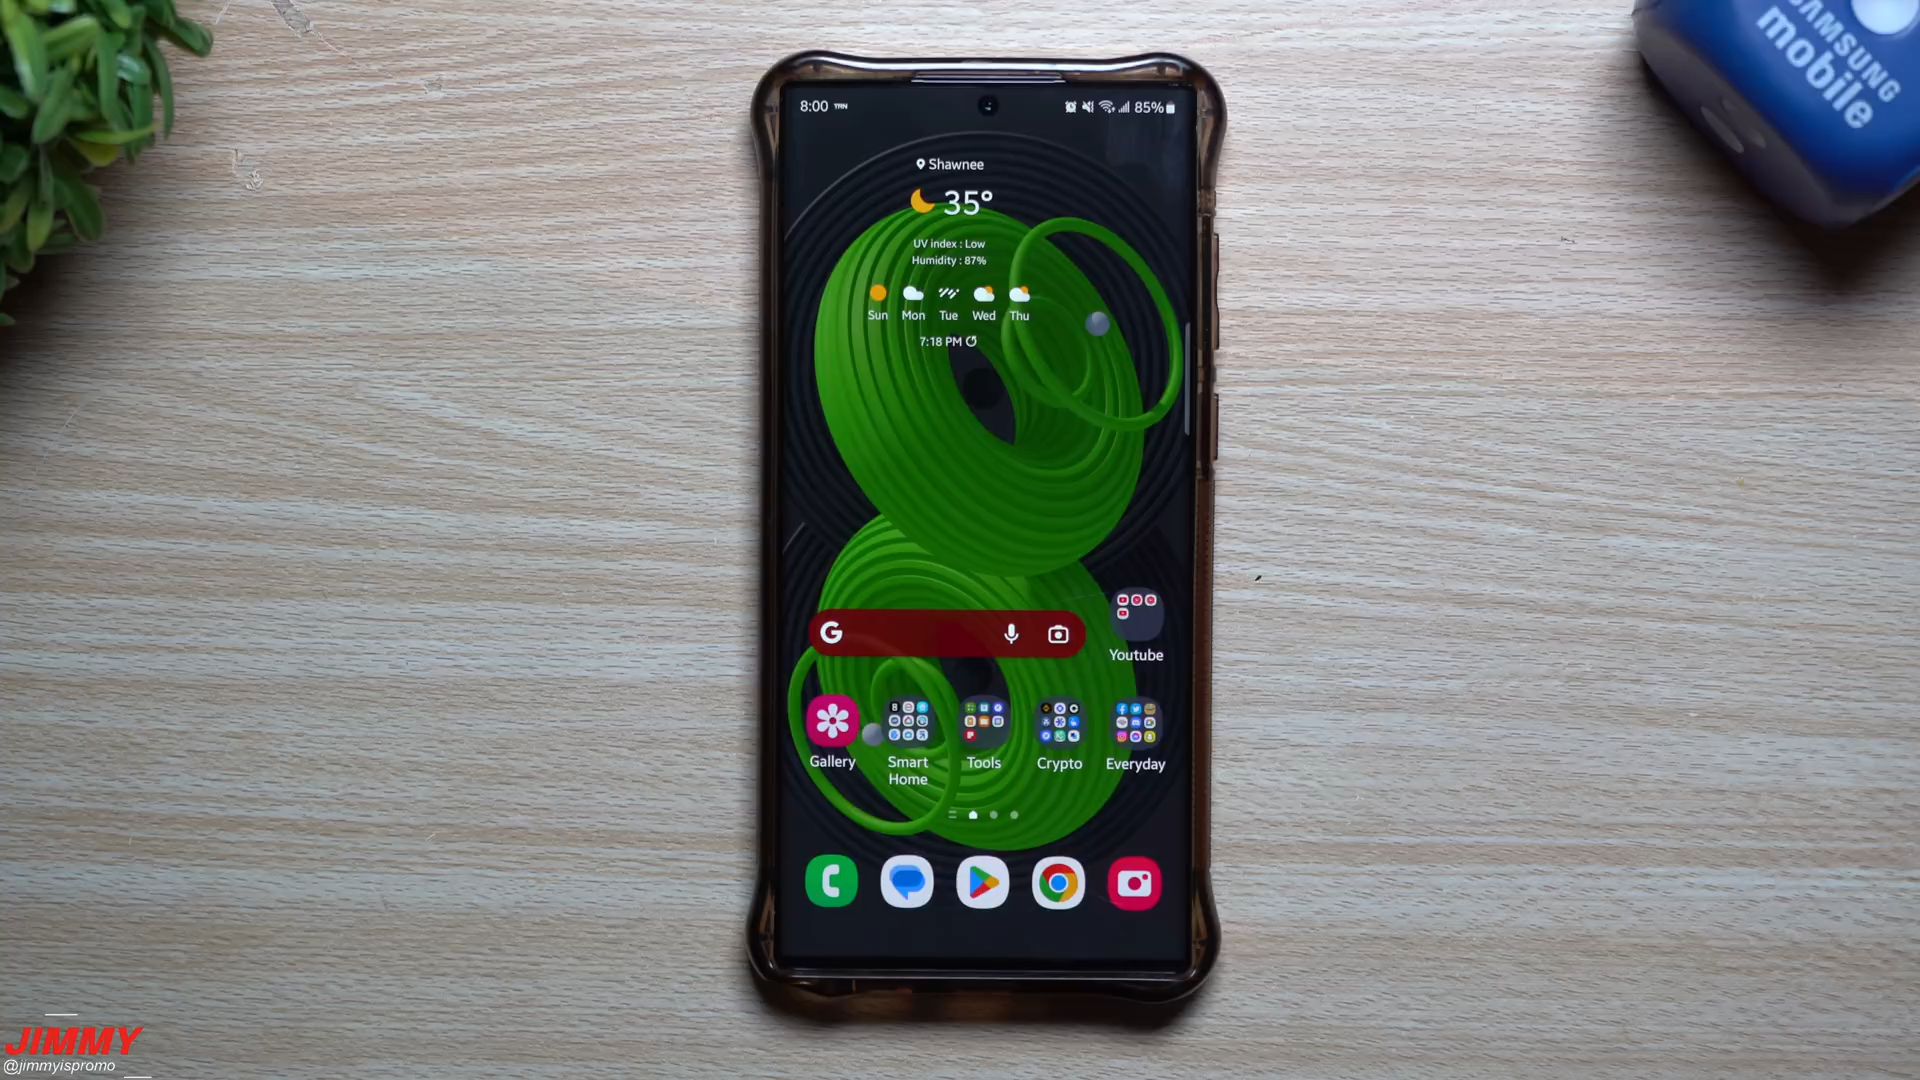 SAMSUNG
mobile
8:00 TRN
85%
Shawnee
35°
UV index : Low
Humidity : 87%
Sun Mon Tue Wed Thu
7:18 PM
G
Youtube
Gallery
Smart
Home
Tools
Crypto
Everyday
JIMMY
@jimmyispromo